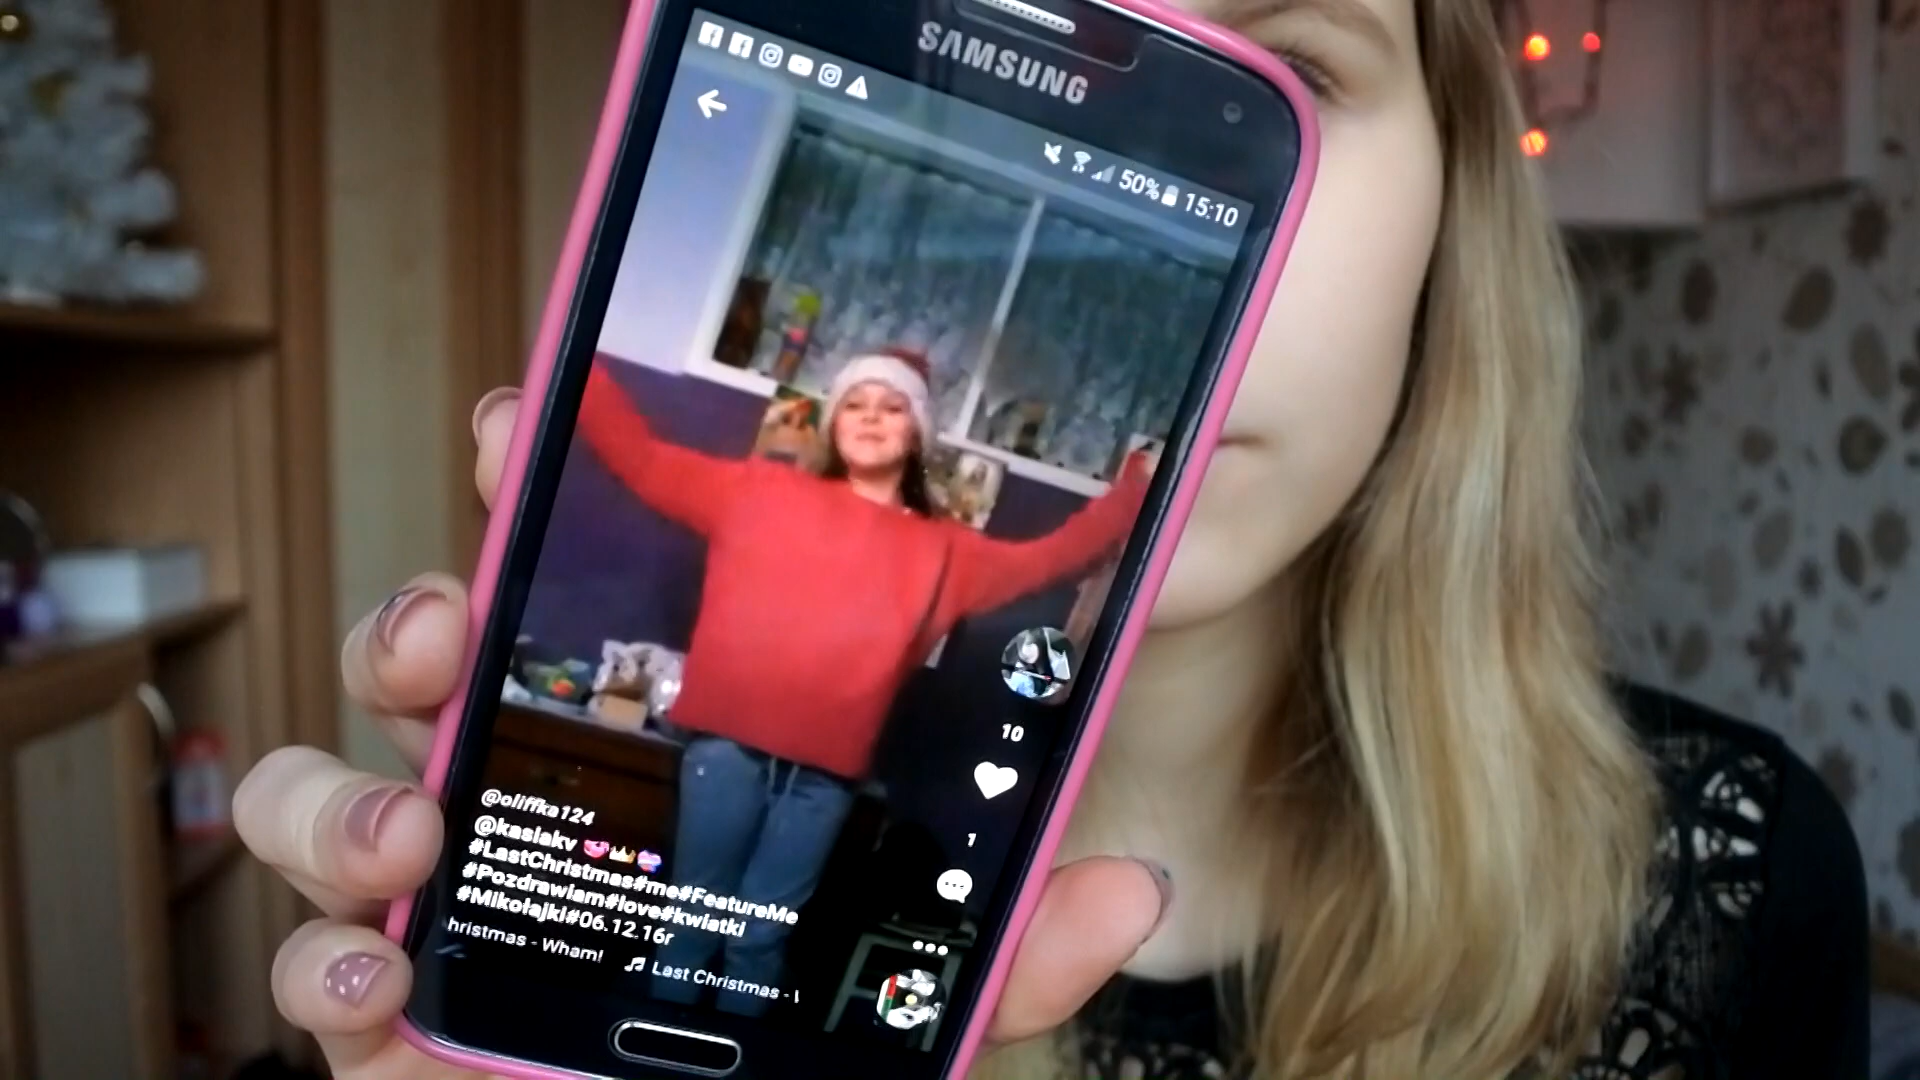 SAMSUNG
50% 15:10
10
1
@oliffka124
@kasiakv
#LastChristmas#me#FeatureMe
#Pozdrawiam#love#kwiatki
#Mikołajki#06.12.16r
hristmas - Wham! Last Christmas -